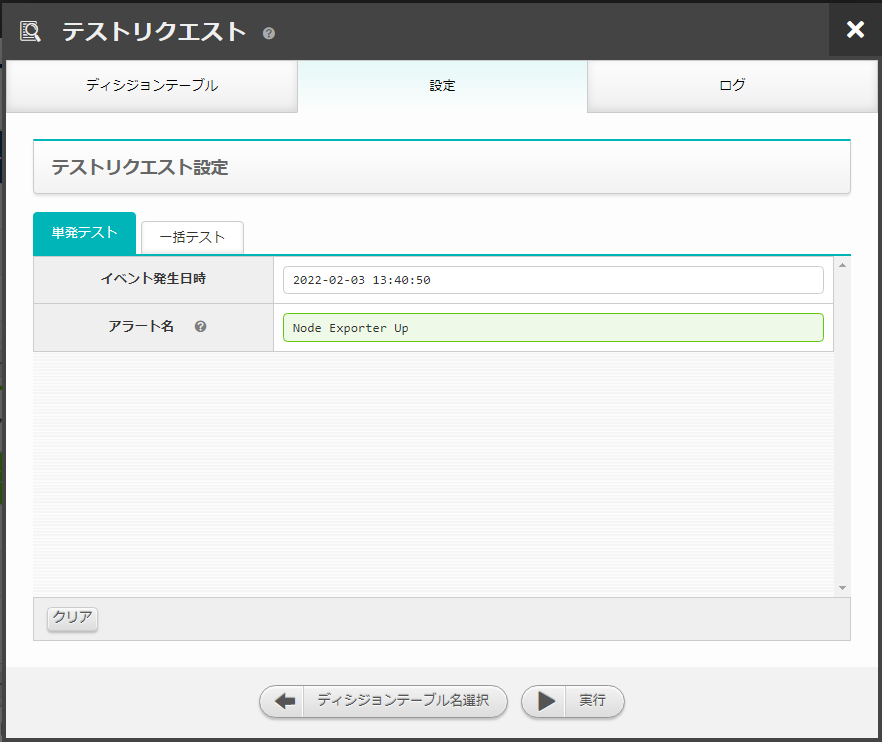 テストリクエスト
ディシジョンテーブル 設定 ログ
テストリクエスト設定
単発テスト 一括テスト
イベント発生日時 2022-02-03 13:40:50
アラート名 Node Exporter Up
クリア
ディシジョンテーブル名選択 実行